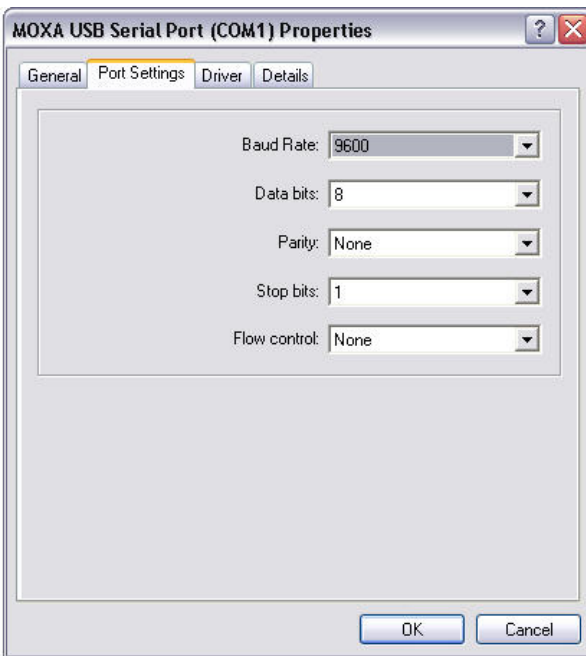 MOXA USB Serial Port (COM1) Properties
General Port Settings Driver Details
Baud Rate: 9600
Data bits: 8
Parity: None
Stop bits: 1
Flow control: None
OK Cancel